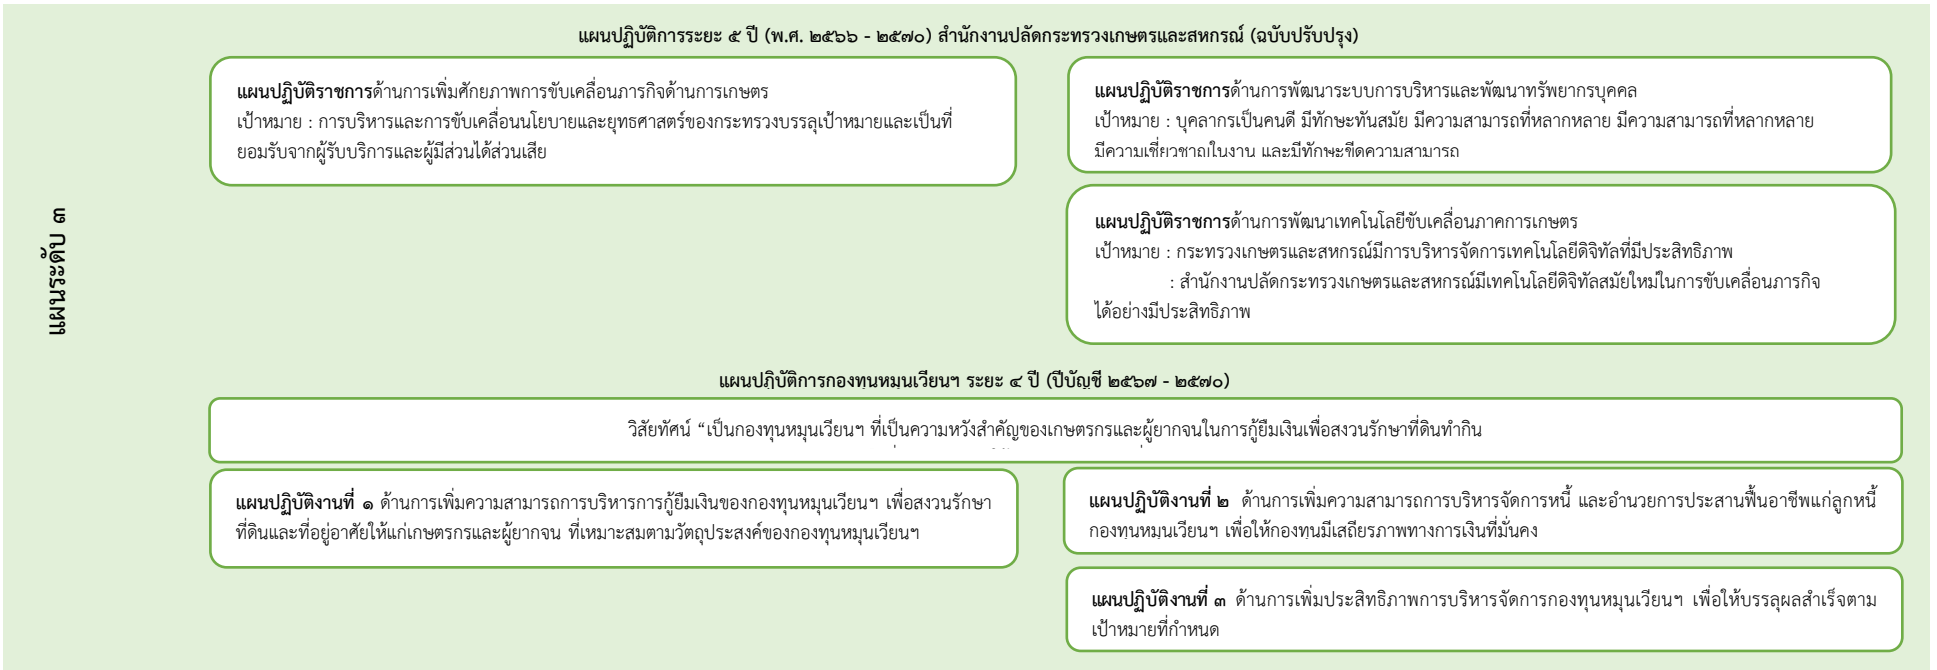 แผนปฏิบัติการระยะ ๕ ปี (พ.ศ. ๒๕๖๖ - ๒๕๗๐) สำนักงานปลัดกระทรวงเกษตรและสหกรณ์ (ฉบับปรับปรุง)
แผนระดับ ๓
แผนปฏิบัติราชการด้านการเพิ่มศักยภาพการขับเคลื่อนภารกิจด้านการเกษตร
เป้าหมาย : การบริหารและการขับเคลื่อนนโยบายและยุทธศาสตร์ของกระทรวงบรรลุเป้าหมายและเป็นที่
ยอมรับจากผู้รับบริการและผู้มีส่วนได้ส่วนเสีย
แผนปฏิบัติราชการด้านการพัฒนาระบบการบริหารและพัฒนาทรัพยากรบุคคล
เป้าหมาย : บุคลากรเป็นคนดี มีทักษะทันสมัย มีความสามารถที่หลากหลาย มีความสามารถที่หลากหลาย
มีความเชี่ยวชาญในงาน และมีทักษะขีดความสามารถ
แผนปฏิบัติราชการด้านการพัฒนาเทคโนโลยีขับเคลื่อนภาคการเกษตร
เป้าหมาย : กระทรวงเกษตรและสหกรณ์มีการบริหารจัดการเทคโนโลยีดิจิทัลที่มีประสิทธิภาพ
: สำนักงานปลัดกระทรวงเกษตรและสหกรณ์มีเทคโนโลยีดิจิทัลสมัยใหม่ในการขับเคลื่อนภารกิจ
ได้อย่างมีประสิทธิภาพ
แผนปฏิบัติการกองทุนหมุนเวียนฯ ระยะ ๔ ปี (ปีบัญชี ๒๕๖๗ - ๒๕๗๐)
วิสัยทัศน์ “เป็นกองทุนหมุนเวียนฯ ที่เป็นความหวังสำคัญของเกษตรกรและผู้ยากจนในการกู้ยืมเงินเพื่อสงวนรักษาที่ดินทำกิน
แผนปฏิบัติงานที่ ๑ ด้านการเพิ่มความสามารถการบริหารการกู้ยืมเงินของกองทุนหมุนเวียนฯ เพื่อสงวนรักษา
ที่ดินและที่อยู่อาศัยให้แก่เกษตรกรและผู้ยากจน ที่เหมาะสมตามวัตถุประสงค์ของกองทุนหมุนเวียนฯ
แผนปฏิบัติงานที่ ๒ ด้านการเพิ่มความสามารถการบริหารจัดการหนี้ และอำนวยการประสานฟื้นอาชีพแก่ลูกหนี้
กองทุนหมุนเวียนฯ เพื่อให้กองทุนมีเสถียรภาพทางการเงินที่มั่นคง
แผนปฏิบัติงานที่ ๓ ด้านการเพิ่มประสิทธิภาพการบริหารจัดการกองทุนหมุนเวียนฯ เพื่อให้บรรลุผลสำเร็จตาม
เป้าหมายที่กำหนด